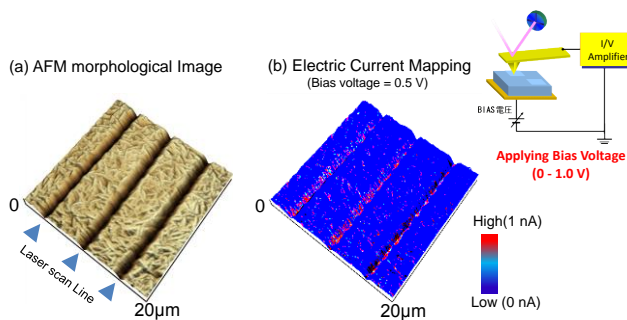 I/V
Amplifier
(a) AFM morphological Image
(b) Electric Current Mapping
(Bias voltage = 0.5 V)
BIAS電圧
Applying Bias Voltage
(0 - 1.0 V)
0
0
High(1 nA)
Laser scan Line
Low (0 nA)
20μm
20μm